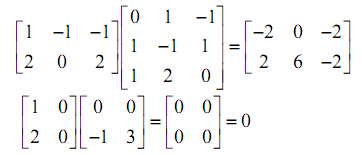 [1 -1 -1; 2 0 2] [0 1 -1; 1 -1 1; 1 2 0] = [-2 0 -2; 2 6 -2]
[1 0; 2 0] [0 0; -1 3] = [0 0; 0 0] = 0